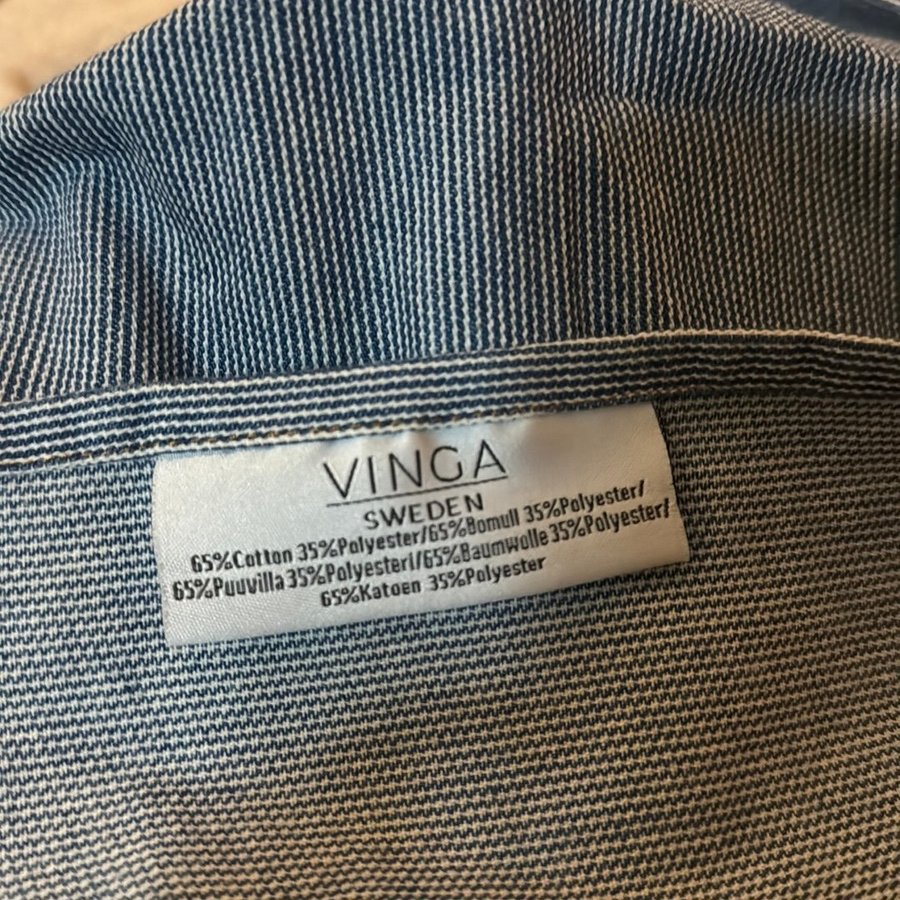 VINGA
SWEDEN
65%Cotton 35%Polyester/65%Bomull 35%Polyester/
65%Puuvilla 35%Polyesteri/65%Baumwolle 35%Polyester/
65%Katoen 35%Polyester